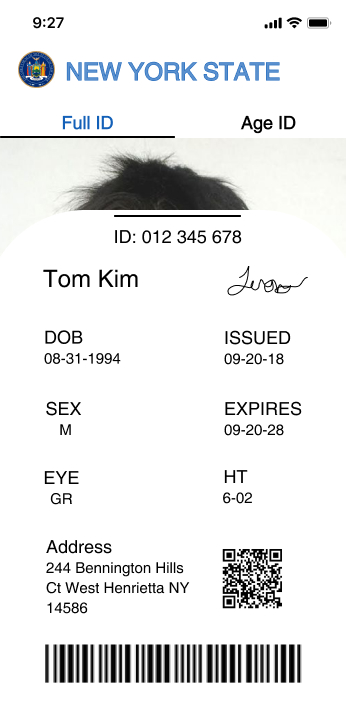 9:27
NEW YORK STATE
Full ID Age ID
ID: 012 345 678
Tom Kim
DOB ISSUED
08-31-1994 09-20-18
SEX EXPIRES
M 09-20-28
EYE HT
GR 6-02
Address
244 Bennington Hills
Ct West Henrietta NY
14586